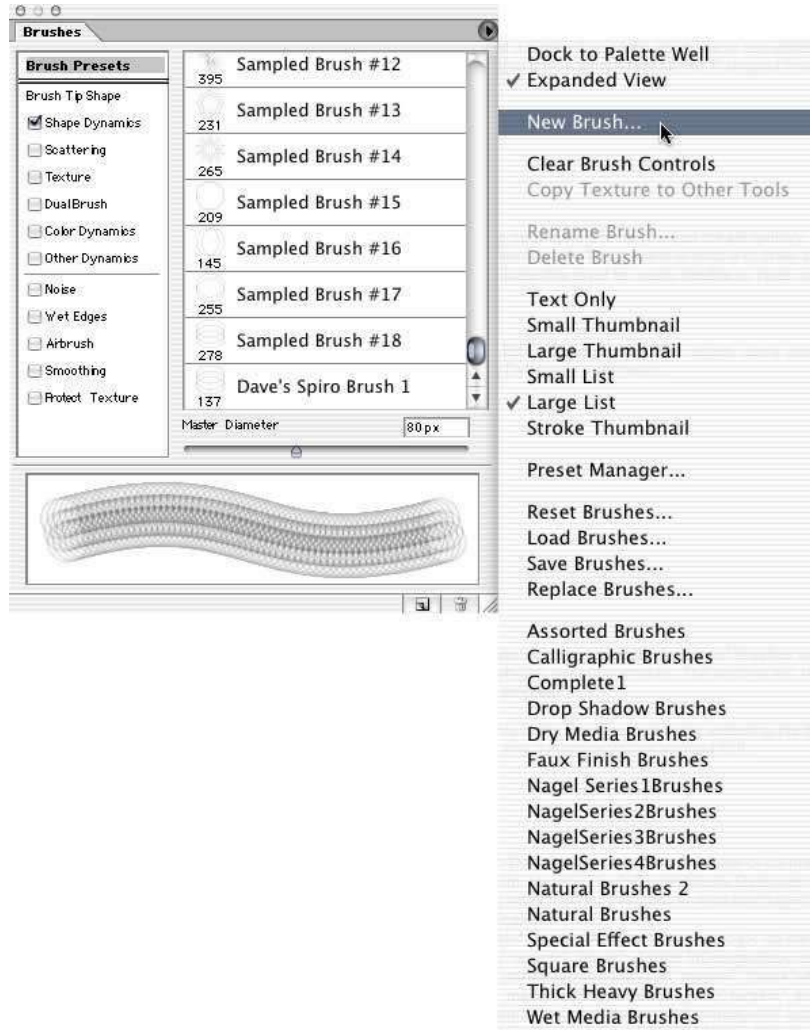 Brushes
Brush Presets
Brush Tip Shape
Shape Dynamics
Scattering
Texture
Dual Brush
Color Dynamics
Other Dynamics
Noise
Wet Edges
Airbrush
Smoothing
Protect Texture
395 Sampled Brush #12
231 Sampled Brush #13
265 Sampled Brush #14
209 Sampled Brush #15
145 Sampled Brush #16
255 Sampled Brush #17
278 Sampled Brush #18
137 Dave's Spiro Brush 1
Master Diameter 80 px
Dock to Palette Well
✓ Expanded View
New Brush...
Clear Brush Controls
Copy Texture to Other Tools
Rename Brush...
Delete Brush
Text Only
Small Thumbnail
Large Thumbnail
Small List
✓ Large List
Stroke Thumbnail
Preset Manager...
Reset Brushes...
Load Brushes...
Save Brushes...
Replace Brushes...
Assorted Brushes
Calligraphic Brushes
Complete1
Drop Shadow Brushes
Dry Media Brushes
Faux Finish Brushes
Nagel Series1Brushes
NagelSeries2Brushes
NagelSeries3Brushes
NagelSeries4Brushes
Natural Brushes 2
Natural Brushes
Special Effect Brushes
Square Brushes
Thick Heavy Brushes
Wet Media Brushes